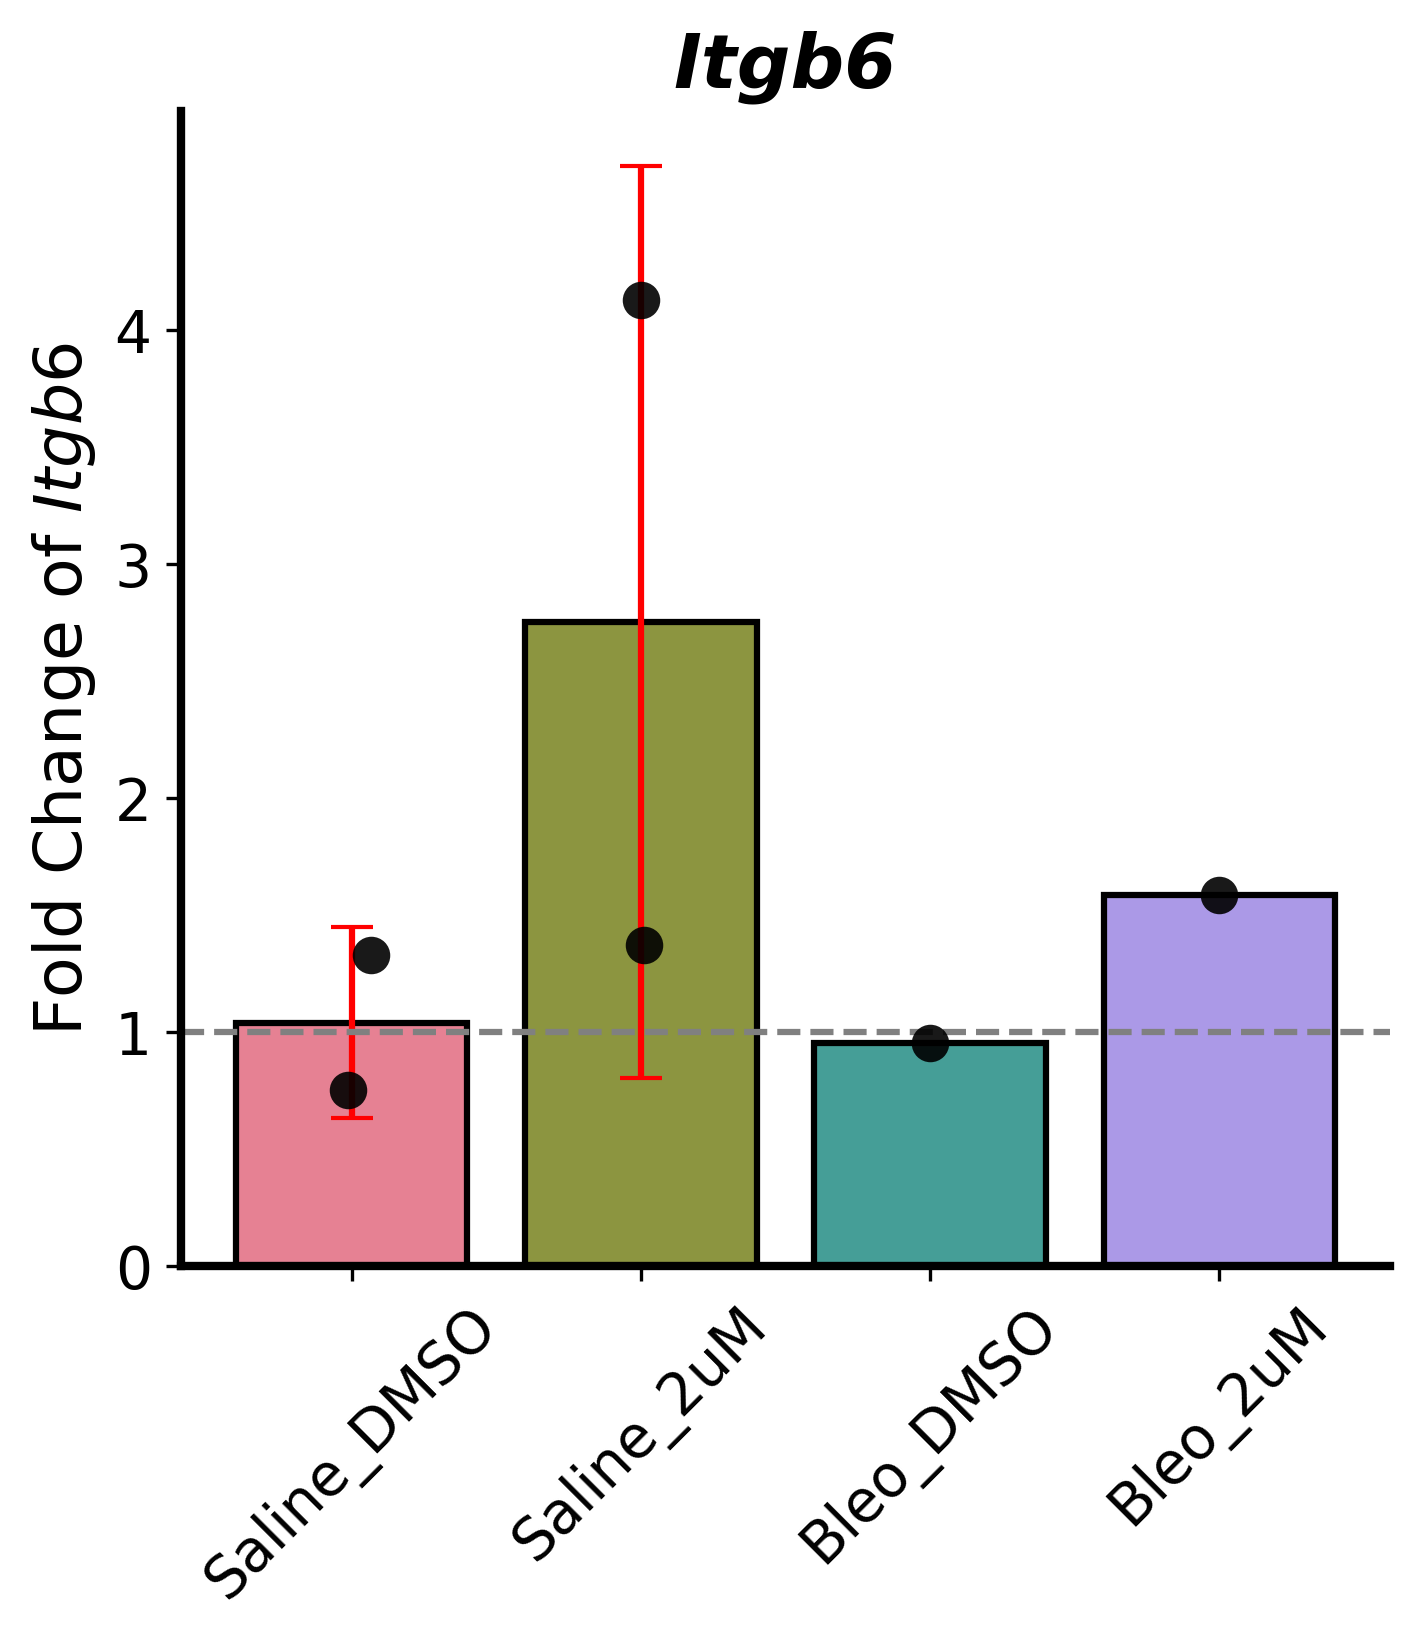 Itgb6
Fold Change of Itgb6
4
3
2
1
0
Saline_DMSO
Saline_2uM
Bleo_DMSO
Bleo_2uM